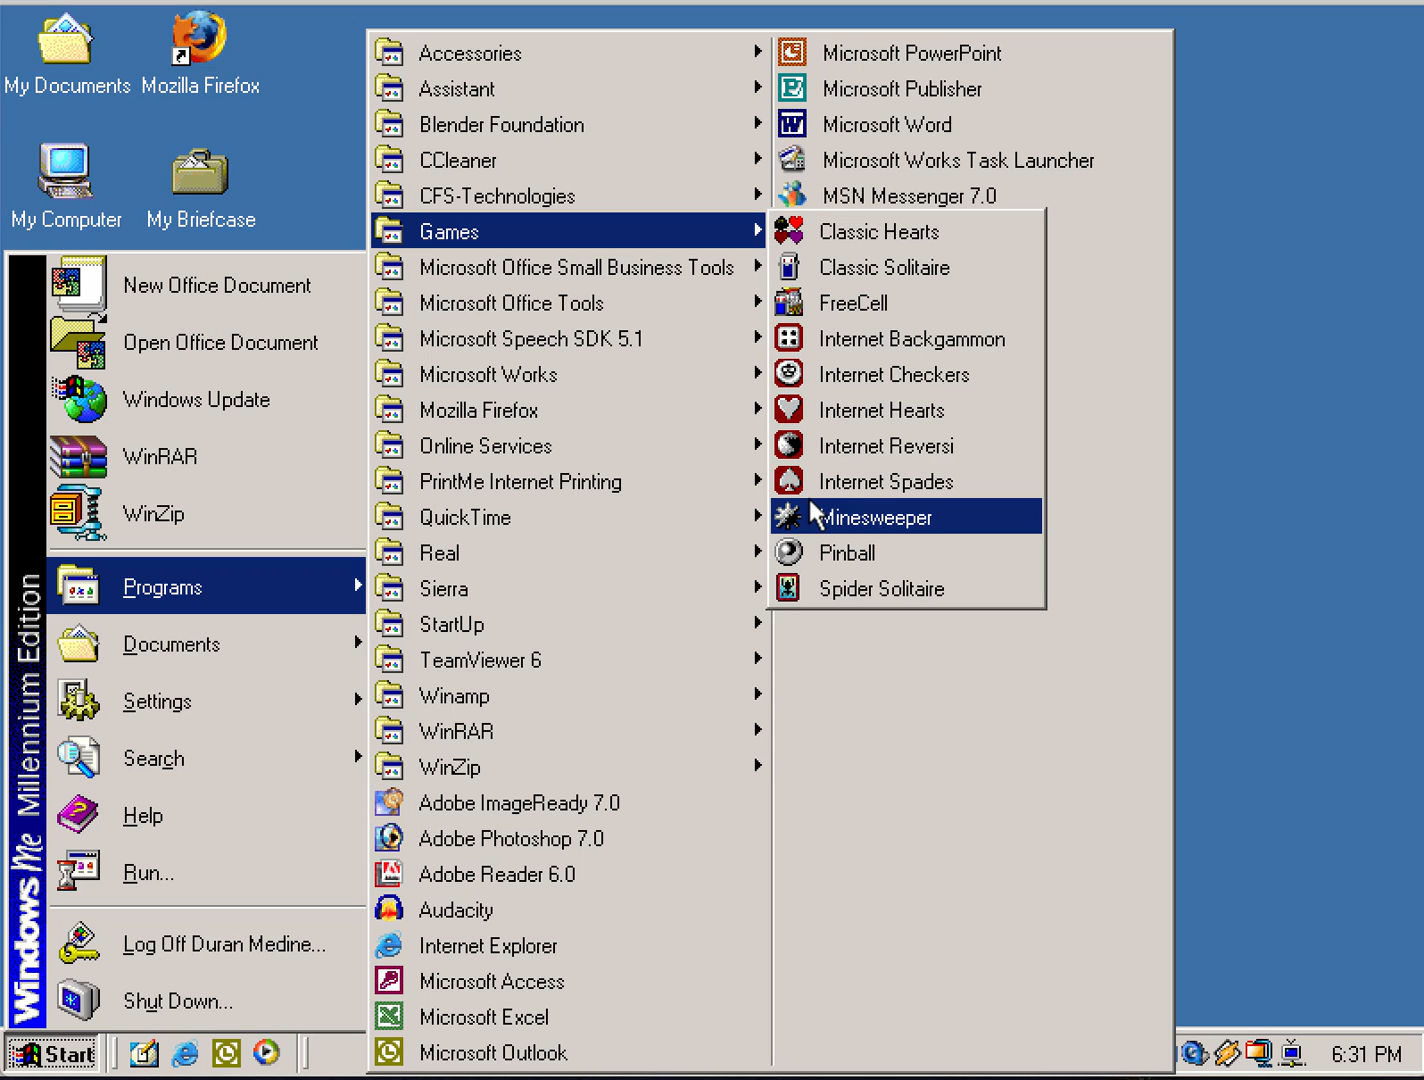 My Documents
Mozilla Firefox
My Computer
My Briefcase
New Office Document
Open Office Document
Windows Update
WinRAR
WinZip
Programs
Documents
Settings
Search
Help
Run...
Log Off Duran Medine...
Shut Down...
Windows Me Millennium Edition
Accessories
Assistant
Blender Foundation
CCleaner
CFS-Technologies
Games
Microsoft Office Small Business Tools
Microsoft Office Tools
Microsoft Speech SDK 5.1
Microsoft Works
Mozilla Firefox
Online Services
PrintMe Internet Printing
QuickTime
Real
Sierra
StartUp
TeamViewer 6
Winamp
WinRAR
WinZip
Adobe ImageReady 7.0
Adobe Photoshop 7.0
Adobe Reader 6.0
Audacity
Internet Explorer
Microsoft Access
Microsoft Excel
Microsoft Outlook
Microsoft PowerPoint
Microsoft Publisher
Microsoft Word
Microsoft Works Task Launcher
MSN Messenger 7.0
Classic Hearts
Classic Solitaire
FreeCell
Internet Backgammon
Internet Checkers
Internet Hearts
Internet Reversi
Internet Spades
Minesweeper
Pinball
Spider Solitaire
Start
6:31 PM